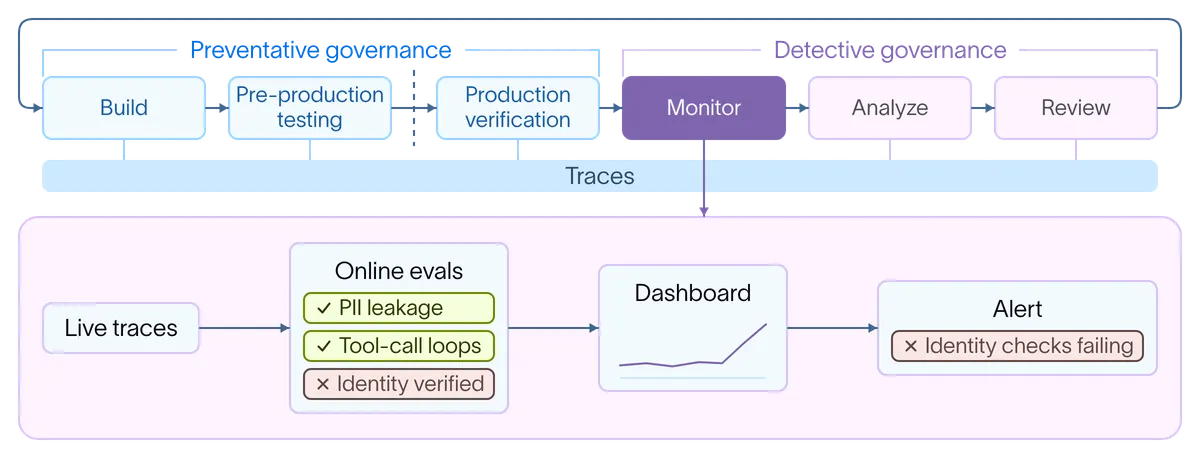 Preventative governance
Detective governance
Build
Pre-production
testing
Production
verification
Monitor
Analyze
Review
Traces
Live traces
Online evals
✓ PII leakage
✓ Tool-call loops
✕ Identity verified
Dashboard
Alert
✕ Identity checks failing